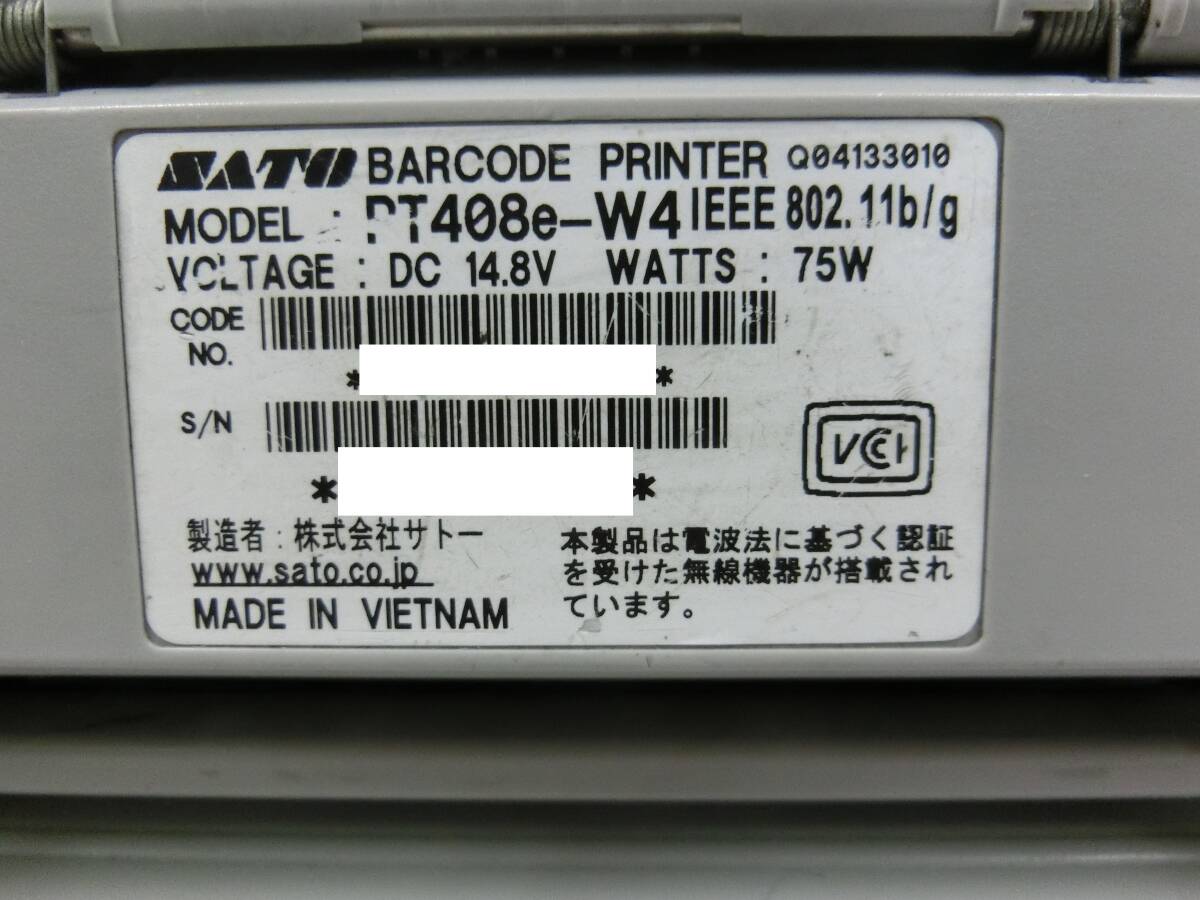 SATO BARCODE PRINTER Q04133010
MODEL : PT408e-W4 IEEE 802.11b/g
VOLTAGE : DC 14.8V WATTS : 75W
CODE NO.
* *
S/N
* *
VCCI
製造者：株式会社サトー
www.sato.co.jp
MADE IN VIETNAM
本製品は電波法に基づく認証
を受けた無線機器が搭載され
ています。